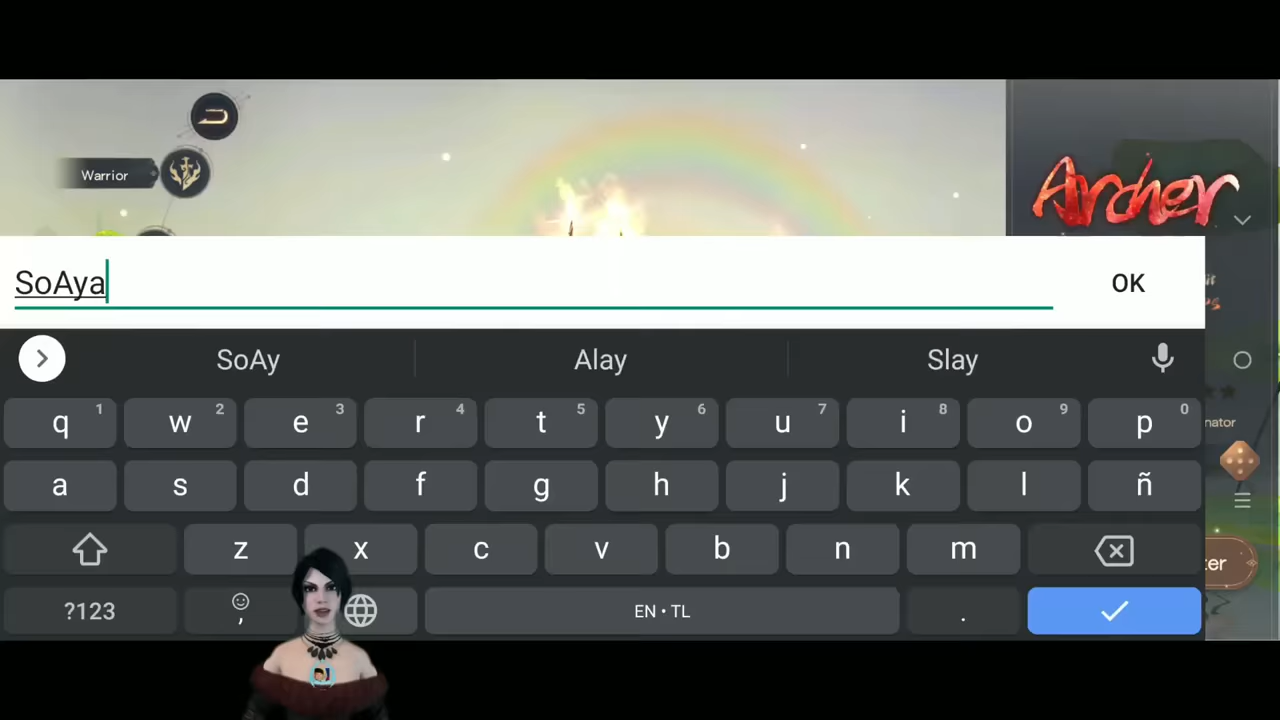 Warrior
Archer
SoAya
OK
SoAy Alay Slay
q 1 w 2 e 3 r 4 t 5 y 6 u 7 i 8 o 9 p 0
a s d f g h j k l ñ
z x c v b n m
nator
?123 , EN • TL .
ter